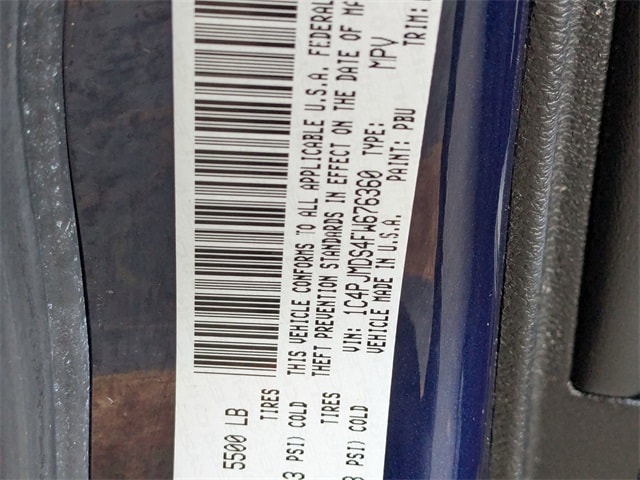 5500 LB
TIRES
3 PSI) COLD
THIS VEHICLE CONFORMS TO ALL APPLICABLE U.S.A. FEDERAL
THEFT PREVENTION STANDARDS IN EFFECT ON THE DATE OF
TIRES
3 PSI) COLD
VIN: 1C4PJMDS4FW676360 TYPE: MPV
VEHICLE MADE IN U.S.A. PAINT: PBU TRIM: